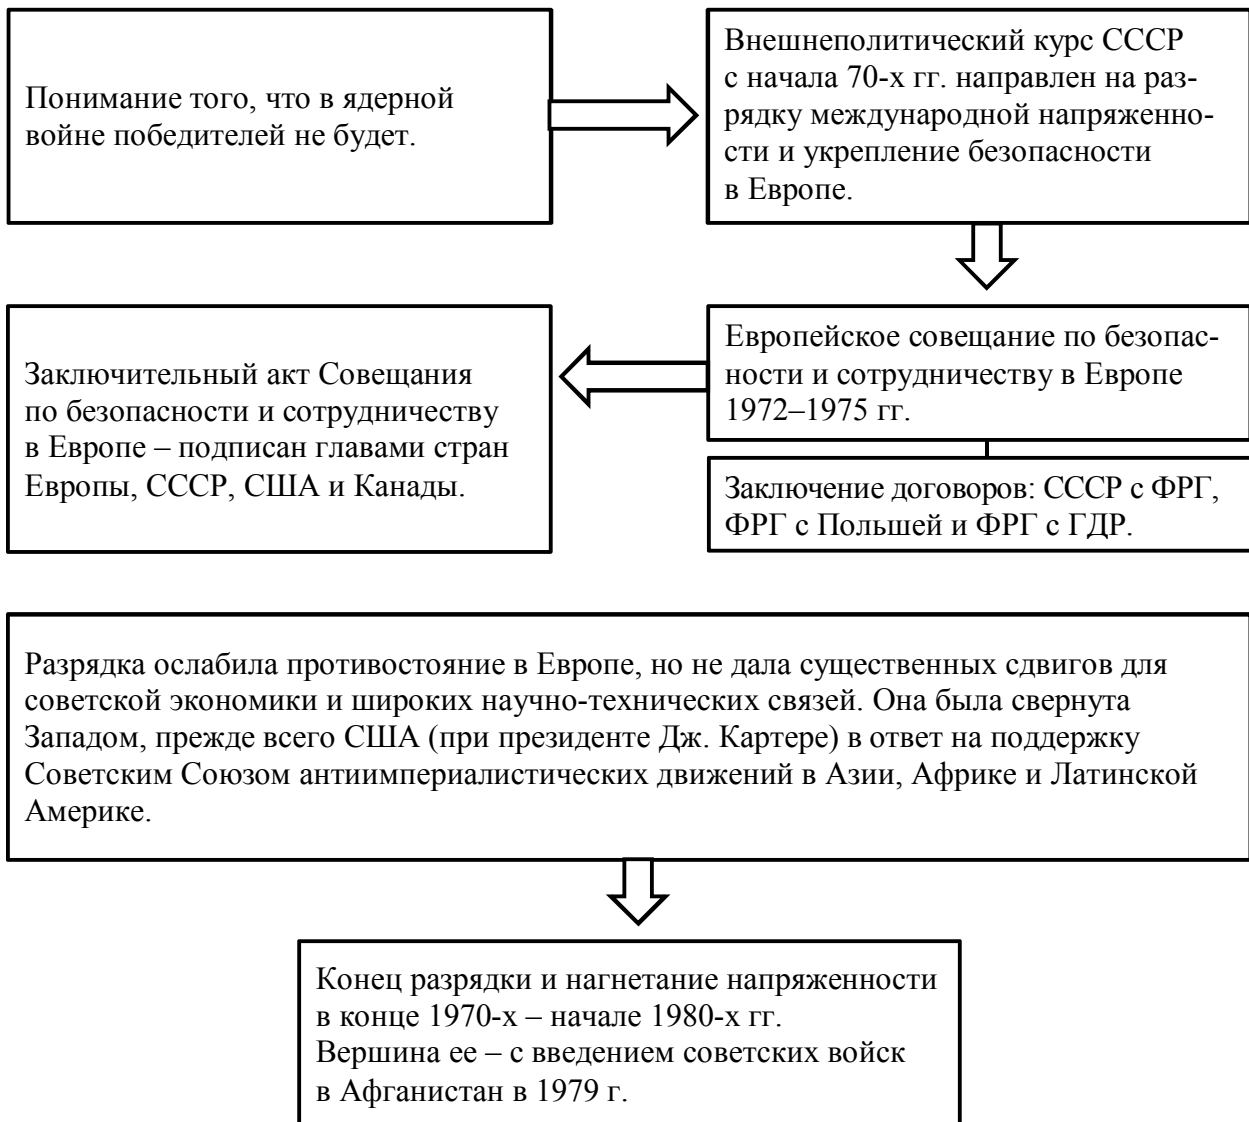 Понимание того, что в ядерной
войне победителей не будет.
Внешнеполитический курс СССР
с начала 70-х гг. направлен на раз-
рядку международной напряженно-
сти и укрепление безопасности
в Европе.
Европейское совещание по безопас-
ности и сотрудничеству в Европе
1972–1975 гг.
Заключение договоров: СССР с ФРГ,
ФРГ с Польшей и ФРГ с ГДР.
Заключительный акт Совещания
по безопасности и сотрудничеству
в Европе – подписан главами стран
Европы, СССР, США и Канады.
Разрядка ослабила противостояние в Европе, но не дала существенных сдвигов для
советской экономики и широких научно-технических связей. Она была свернута
Западом, прежде всего США (при президенте Дж. Картере) в ответ на поддержку
Советским Союзом антиимпериалистических движений в Азии, Африке и Латинской
Америке.
Конец разрядки и нагнетание напряженности
в конце 1970-х – начале 1980-х гг.
Вершина ее – с введением советских войск
в Афганистан в 1979 г.